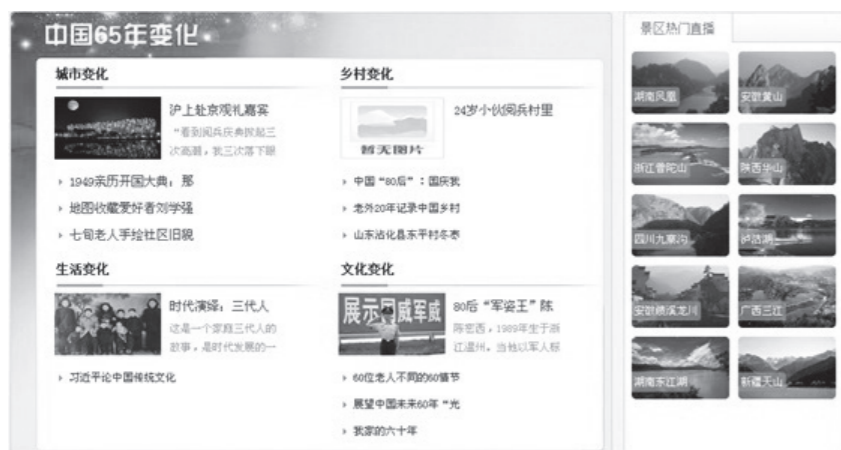 中国65年变化
城市变化
沪上赴京观礼嘉宾
“看到阅兵庆典掀起三
次高潮，我三次落下眼
1949亲历开国大典：那
地图收藏爱好者刘学强
七旬老人手绘社区旧貌
乡村变化
暂无图片
24岁小伙阅兵村里
中国“80后”：国庆我
老外20年记录中国乡村
山东沾化县东平村冬枣
生活变化
时代演绎：三代人
这是一个家庭三代人的
故事，是时代发展的一
习近平论中国传统文化
文化变化
展示国威军威
80后“军姿王”陈
陈密西，1989年生于浙
江温州。当他以军人标
60位老人不同的60情节
展望中国未来60年“光
我家的六十年
景区热门直播
湖南凤凰
安徽黄山
浙江普陀山
陕西华山
四川九寨沟
泸沽湖
安徽绩溪龙川
广西三江
湖南东江湖
新疆天山